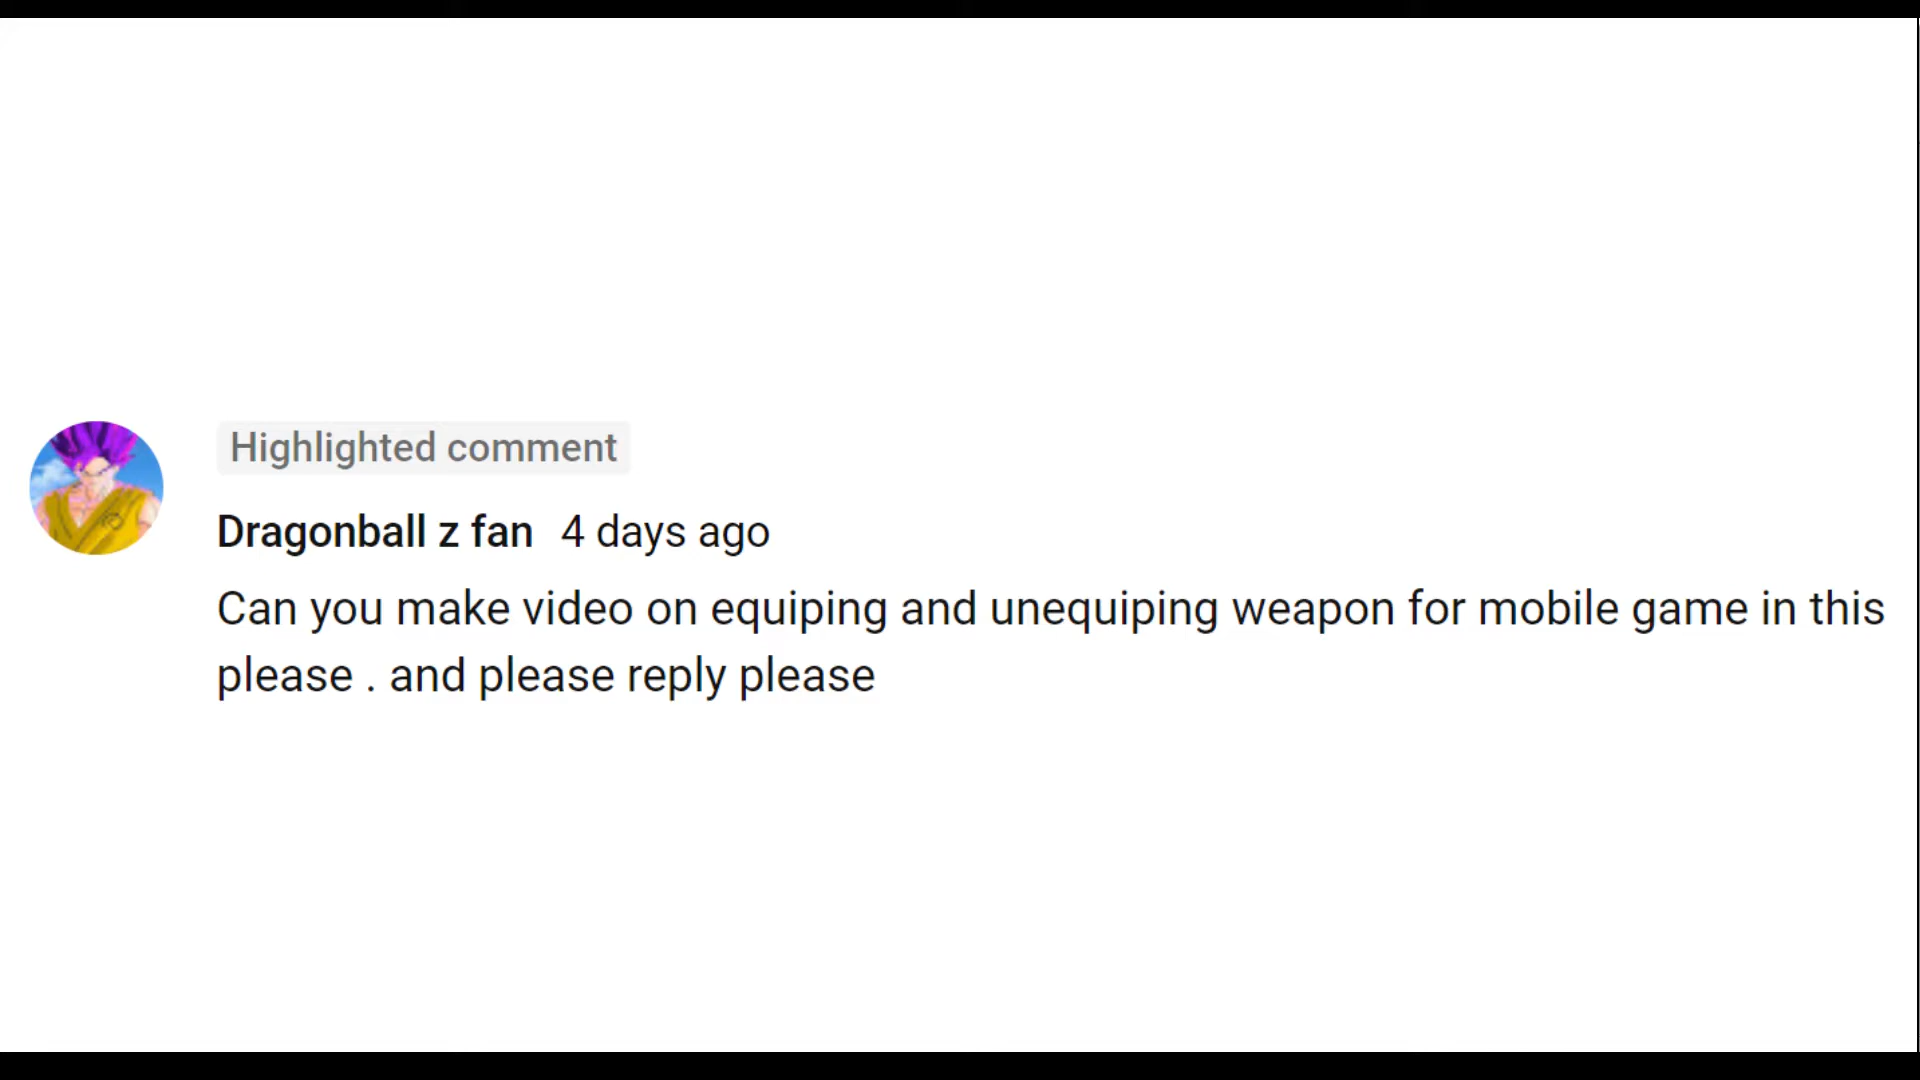 Highlighted comment
Dragonball z fan 4 days ago
Can you make video on equiping and unequiping weapon for mobile game in this
please . and please reply please